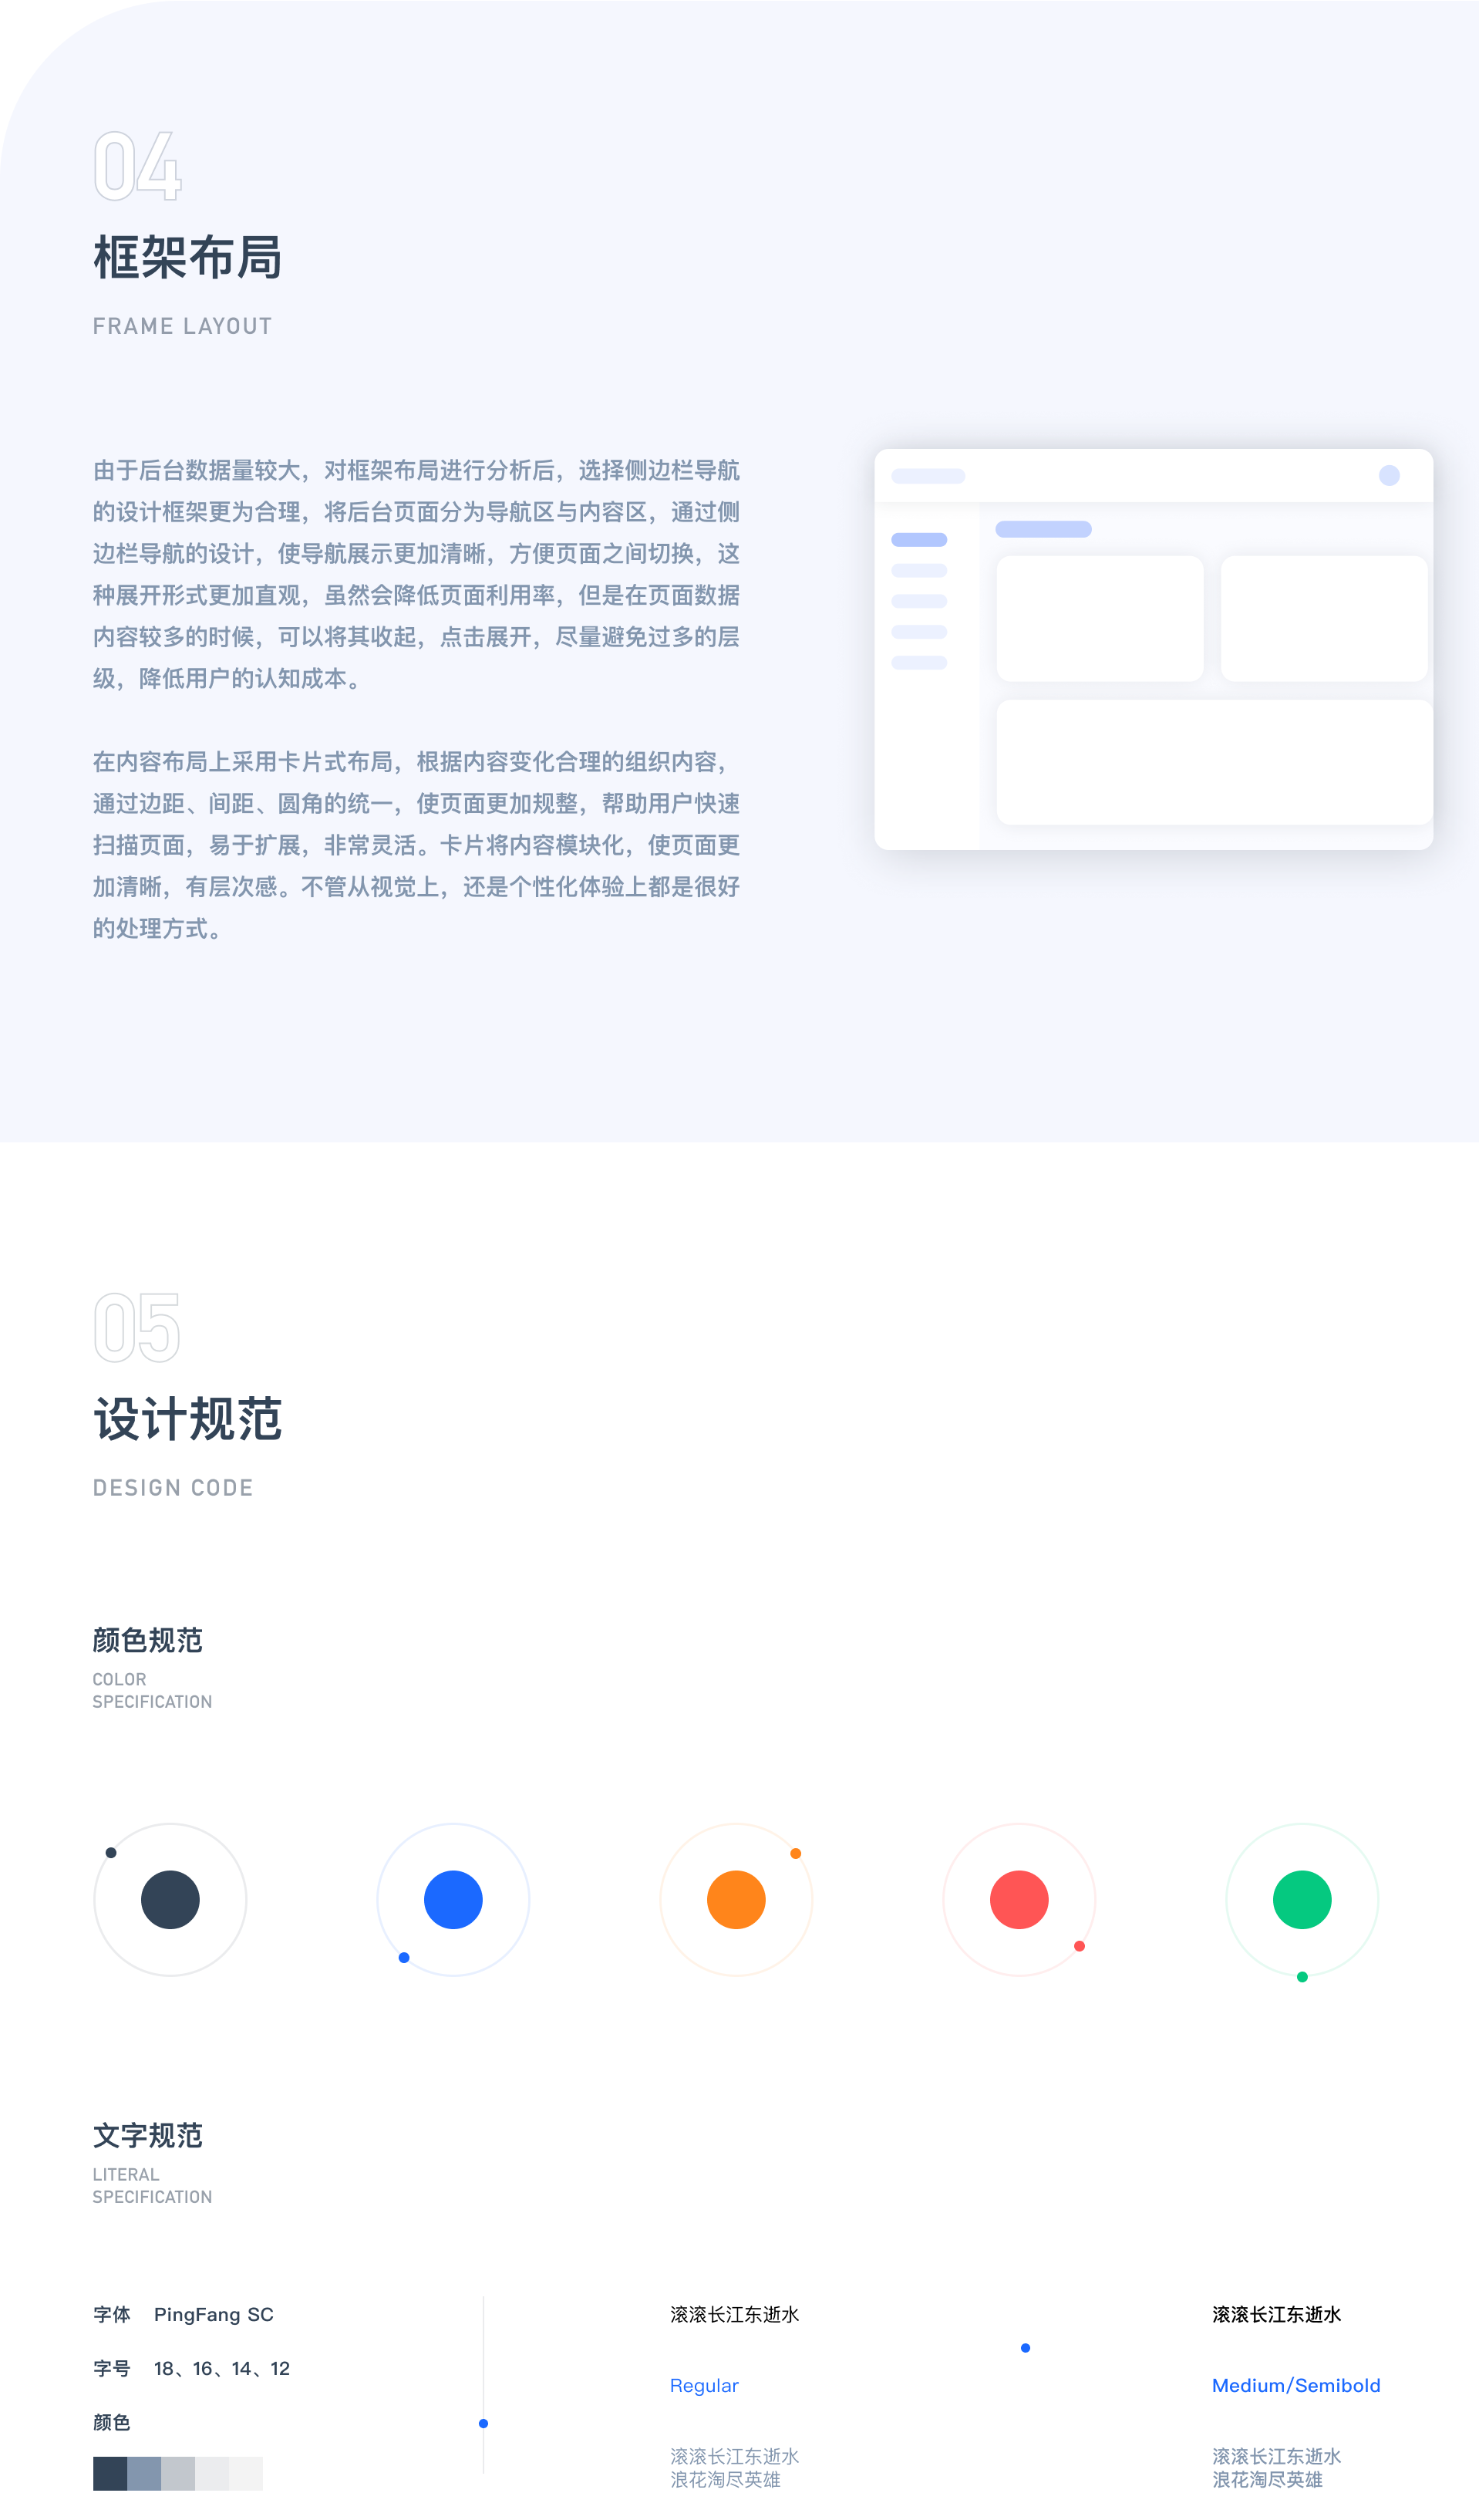 04
框架布局
FRAME LAYOUT
由于后台数据量较大，对框架布局进行分析后，选择侧边栏导航
的设计框架更为合理，将后台页面分为导航区与内容区，通过侧
边栏导航的设计，使导航展示更加清晰，方便页面之间切换，这
种展开形式更加直观，虽然会降低页面利用率，但是在页面数据
内容较多的时候，可以将其收起，点击展开，尽量避免过多的层
级，降低用户的认知成本。
在内容布局上采用卡片式布局，根据内容变化合理的组织内容，
通过边距、间距、圆角的统一，使页面更加规整，帮助用户快速
扫描页面，易于扩展，非常灵活。卡片将内容模块化，使页面更
加清晰，有层次感。不管从视觉上，还是个性化体验上都是很好
的处理方式。
05
设计规范
DESIGN CODE
颜色规范
COLOR
SPECIFICATION
文字规范
LITERAL
SPECIFICATION
字体 PingFang SC
字号 18、16、14、12
颜色
滚滚长江东逝水
Regular
滚滚长江东逝水
浪花淘尽英雄
滚滚长江东逝水
Medium/Semibold
滚滚长江东逝水
浪花淘尽英雄